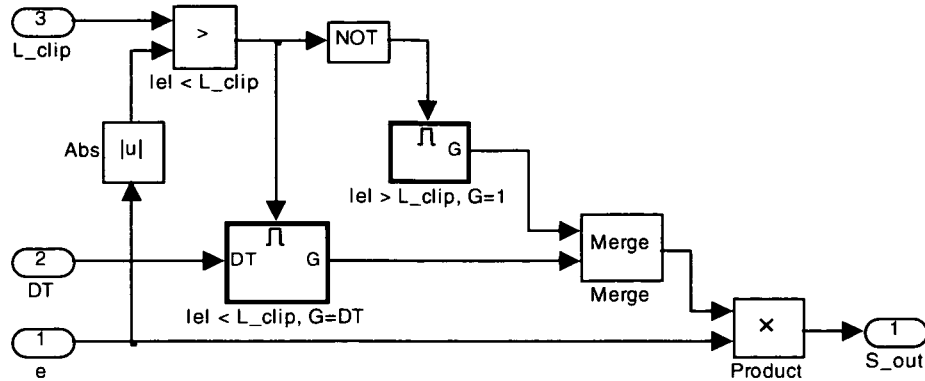 3
L_clip
>
|e| < L_clip
NOT
Abs
|u|
G
|e| > L_clip, G=1
2
DT
DT
G
|e| < L_clip, G=DT
Merge
Merge
1
e
×
Product
1
S_out